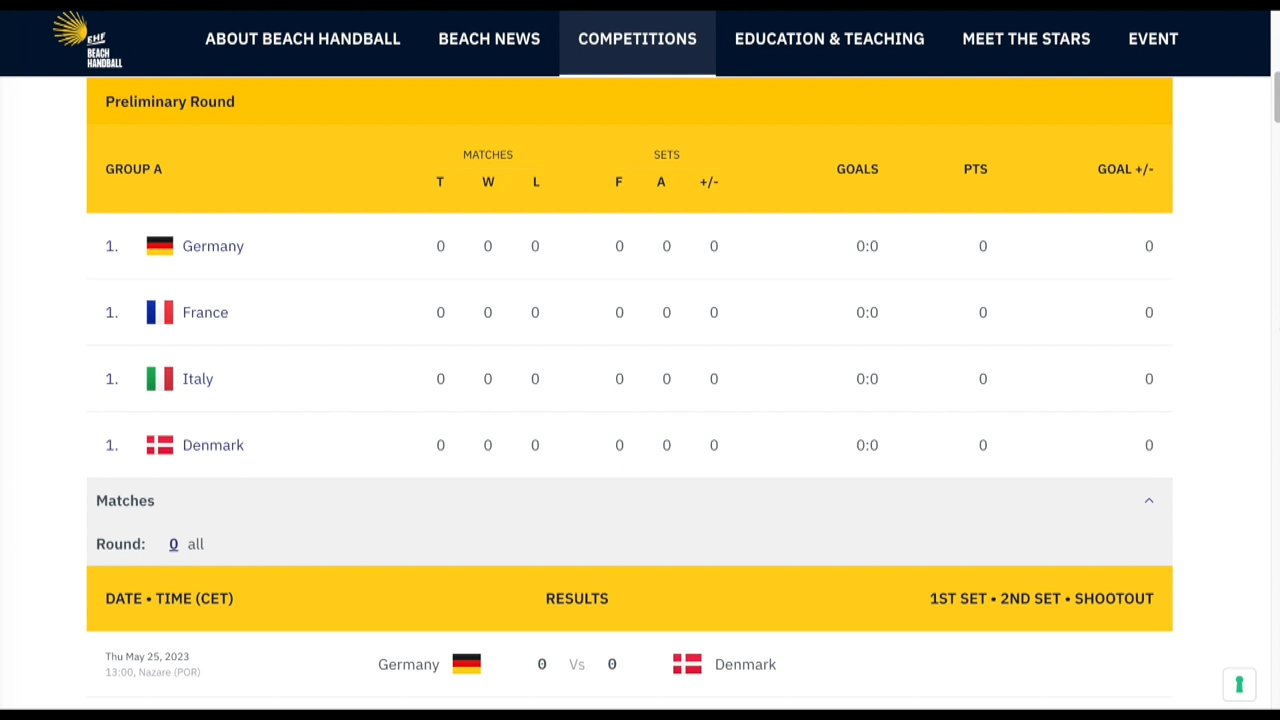 EHF
BEACH
HANDBALL
ABOUT BEACH HANDBALL BEACH NEWS COMPETITIONS EDUCATION & TEACHING MEET THE STARS EVENT
Preliminary Round
MATCHES SETS
GROUP A T W L F A +/- GOALS PTS GOAL +/-
1. Germany 0 0 0 0 0 0 0:0 0 0
1. France 0 0 0 0 0 0 0:0 0 0
1. Italy 0 0 0 0 0 0 0:0 0 0
1. Denmark 0 0 0 0 0 0 0:0 0 0
Matches
Round: 0 all
DATE • TIME (CET) RESULTS 1ST SET • 2ND SET • SHOOTOUT
Thu May 25, 2023
13:00, Nazare (POR)
Germany 0 Vs 0 Denmark